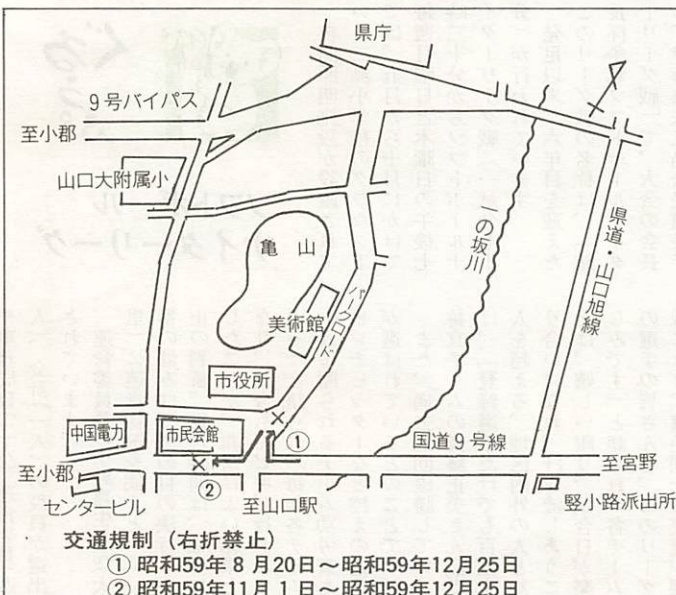 県庁
9号バイパス
至小郡
山口大附属小
亀山
一の坂川
県道・山口旭線
パークロード
美術館
市役所
中国電力
市民会館
①
国道9号線
至小郡
②
至宮野
センタービル
至山口駅
竪小路派出所
交通規制（右折禁止）
① 昭和59年8月20日〜昭和59年12月25日
② 昭和59年11月1日〜昭和59年12月25日